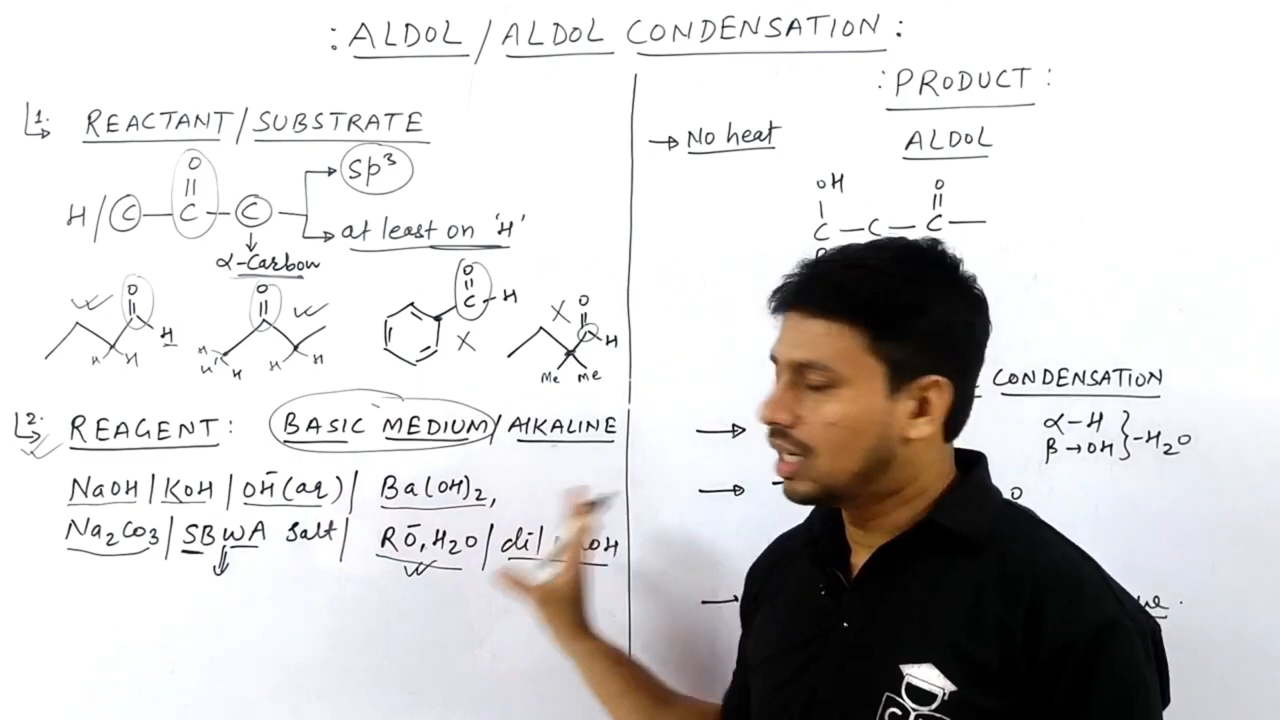 : ALDOL / ALDOL CONDENSATION :
1. REACTANT / SUBSTRATE
O
H / C — C — C
sp³
at least on 'H'
α-Carbon
O H H H
O H H H H H
O C H
O H Me Me
2. REAGENT : BASIC MEDIUM / AlKALINE
NaOH / KOH / OH̄ (aq) / Ba(OH)2,
Na2CO3 / SBWA salt / RŌ, H2O / dil
: PRODUCT :
No heat
ALDOL
OH O
C — C — C —
CONDENSATION
α-H
β→OH } -H2O